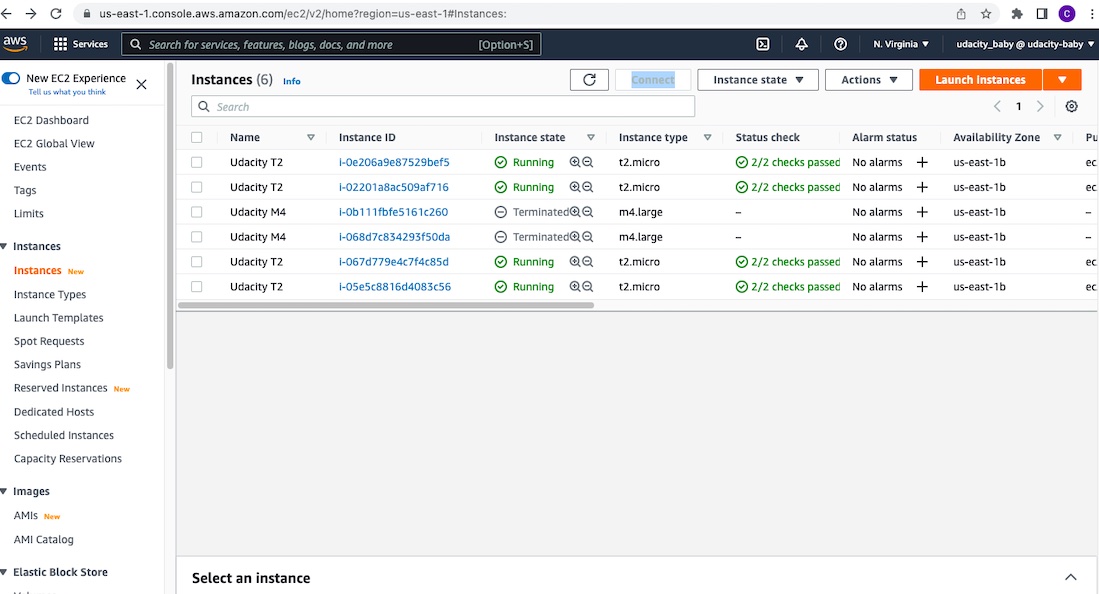 us-east-1.console.aws.amazon.com/ec2/v2/home?region=us-east-1#Instances:
C
aws
Services
Search for services, features, blogs, docs, and more
[Option+S]
N. Virginia
udacity_baby @ udacity-baby
New EC2 Experience
Tell us what you think
EC2 Dashboard
EC2 Global View
Events
Tags
Limits
Instances
Instances New
Instance Types
Launch Templates
Spot Requests
Savings Plans
Reserved Instances New
Dedicated Hosts
Scheduled Instances
Capacity Reservations
Images
AMIs New
AMI Catalog
Elastic Block Store
Instances (6) Info
Connect
Instance state
Actions
Launch instances
Search
1
Name Instance ID Instance state Instance type Status check Alarm status Availability Zone Pu
Udacity T2 i-0e206a9e87529bef5 Running t2.micro 2/2 checks passed No alarms + us-east-1b ec
Udacity T2 i-02201a8ac509af716 Running t2.micro 2/2 checks passed No alarms + us-east-1b ec
Udacity M4 i-0b111fbfe5161c260 Terminated m4.large – No alarms + us-east-1b –
Udacity M4 i-068d7c834293f50da Terminated m4.large – No alarms + us-east-1b –
Udacity T2 i-067d779e4c7f4c85d Running t2.micro 2/2 checks passed No alarms + us-east-1b ec
Udacity T2 i-05e5c8816d4083c56 Running t2.micro 2/2 checks passed No alarms + us-east-1b ec
Select an instance